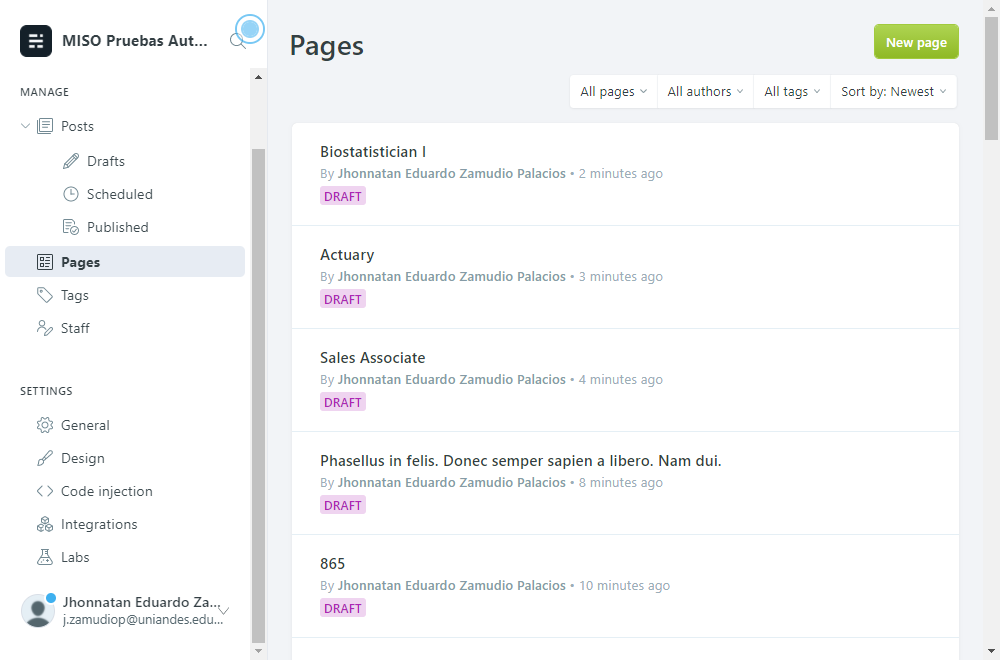 MISO Pruebas Aut...
MANAGE
Posts
Drafts
Scheduled
Published
Pages
Tags
Staff
SETTINGS
General
Design
Code injection
Integrations
Labs
Jhonnatan Eduardo Za...
j.zamudiop@uniandes.edu...
Pages
New page
All pages
All authors
All tags
Sort by: Newest
Biostatistician I
By Jhonnatan Eduardo Zamudio Palacios • 2 minutes ago
DRAFT
Actuary
By Jhonnatan Eduardo Zamudio Palacios • 3 minutes ago
DRAFT
Sales Associate
By Jhonnatan Eduardo Zamudio Palacios • 4 minutes ago
DRAFT
Phasellus in felis. Donec semper sapien a libero. Nam dui.
By Jhonnatan Eduardo Zamudio Palacios • 8 minutes ago
DRAFT
865
By Jhonnatan Eduardo Zamudio Palacios • 10 minutes ago
DRAFT